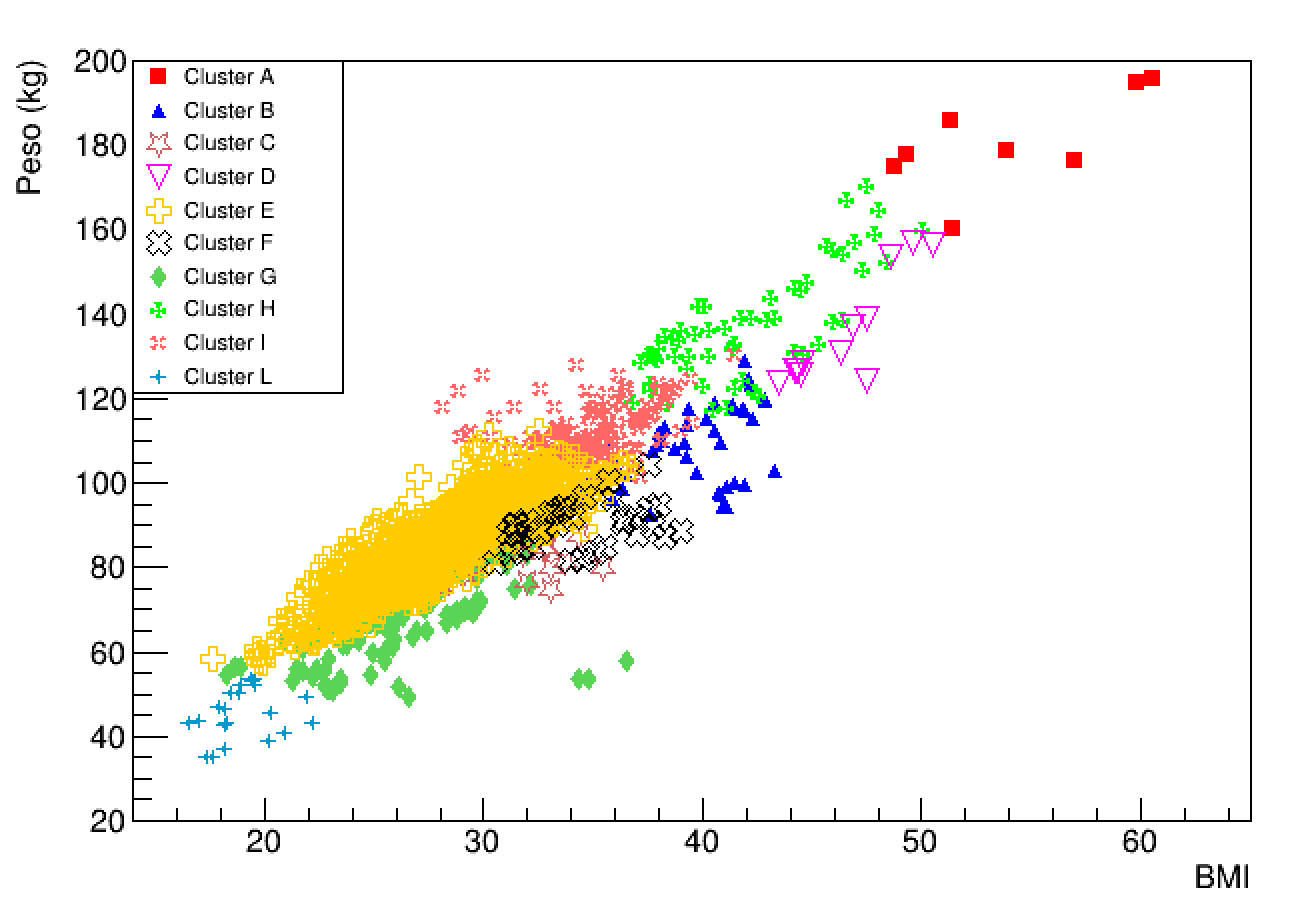 Peso (kg)
200
180
160
140
120
100
80
60
40
20
Cluster A
Cluster B
Cluster C
Cluster D
Cluster E
Cluster F
Cluster G
Cluster H
Cluster I
Cluster L
20 30 40 50 60
BMI